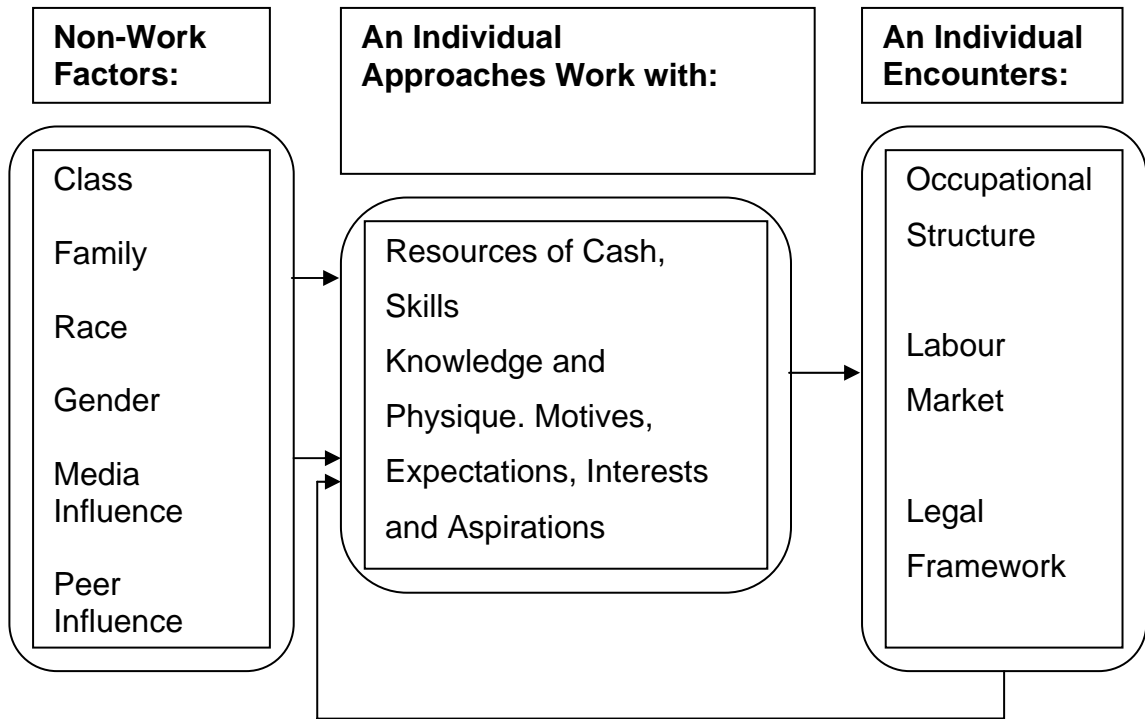 Non-Work
Factors:
An Individual
Approaches Work with:
An Individual
Encounters:
Class
Family
Race
Gender
Media
Influence
Peer
Influence
Resources of Cash,
Skills
Knowledge and
Physique. Motives,
Expectations, Interests
and Aspirations
Occupational
Structure
Labour
Market
Legal
Framework